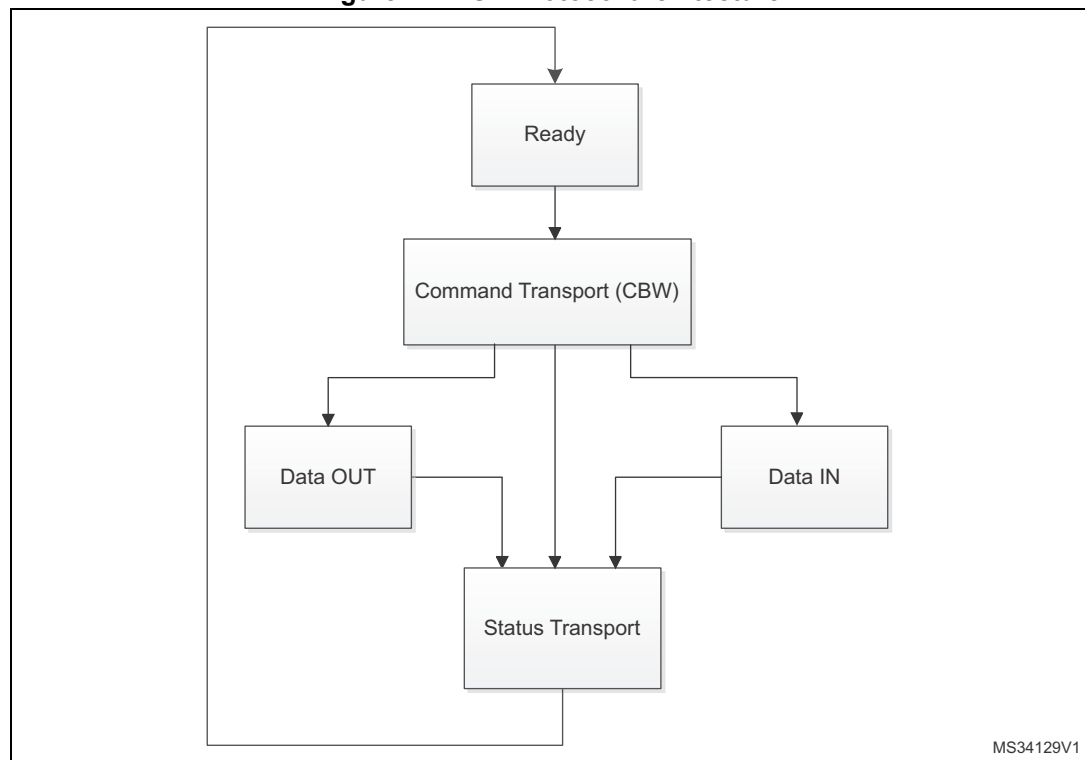 Ready
Command Transport (CBW)
Data OUT
Data IN
Status Transport
MS34129V1